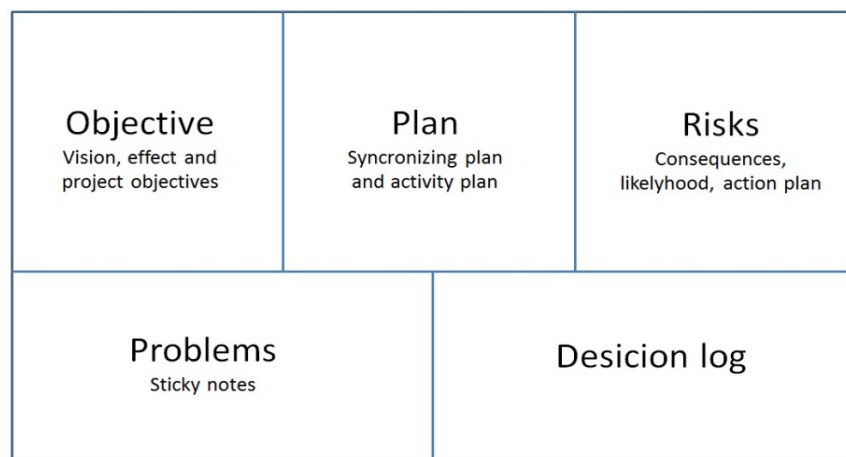 Objective
Vision, effect and
project objectives
Plan
Syncronizing plan
and activity plan
Risks
Consequences,
likelyhood, action plan
Problems
Sticky notes
Desicion log